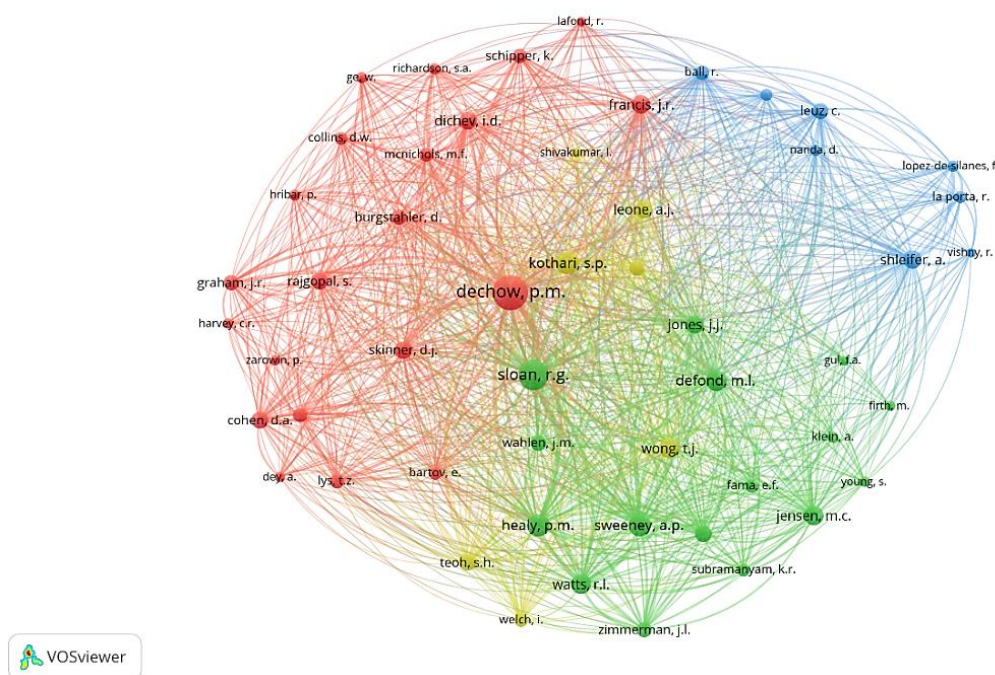 lafond, r.
schipper, k.
richardson, s.a.
ball, r.
ge, w.
francis, j.r.
leuz, c.
dichev, i.d.
collins, d.w.
mcnichols, m.f.
shivakumar, l.
nanda, d.
lopez-de-silanes, f
hribar, p.
la porta, r.
burgstahler, d.
leone, a.j.
vishny, r.
shleifer, a.
kothari, s.p.
graham, j.r.
rajgopal, s.
dechow, p.m.
harvey, c.r.
jones, j.j.
skinner, d.j.
zarowin, p.
gul, f.a.
sloan, r.g.
defond, m.l.
firth, m.
cohen, d.a.
klein, a.
wahlen, j.m.
wong, t.j.
bartov, e.
dey, a.
lys, t.z.
fama, e.f.
young, s.
jensen, m.c.
healy, p.m.
sweeney, a.p.
teoh, s.h.
subramanyam, k.r.
watts, r.l.
welch, i.
zimmerman, j.l.
VOSviewer